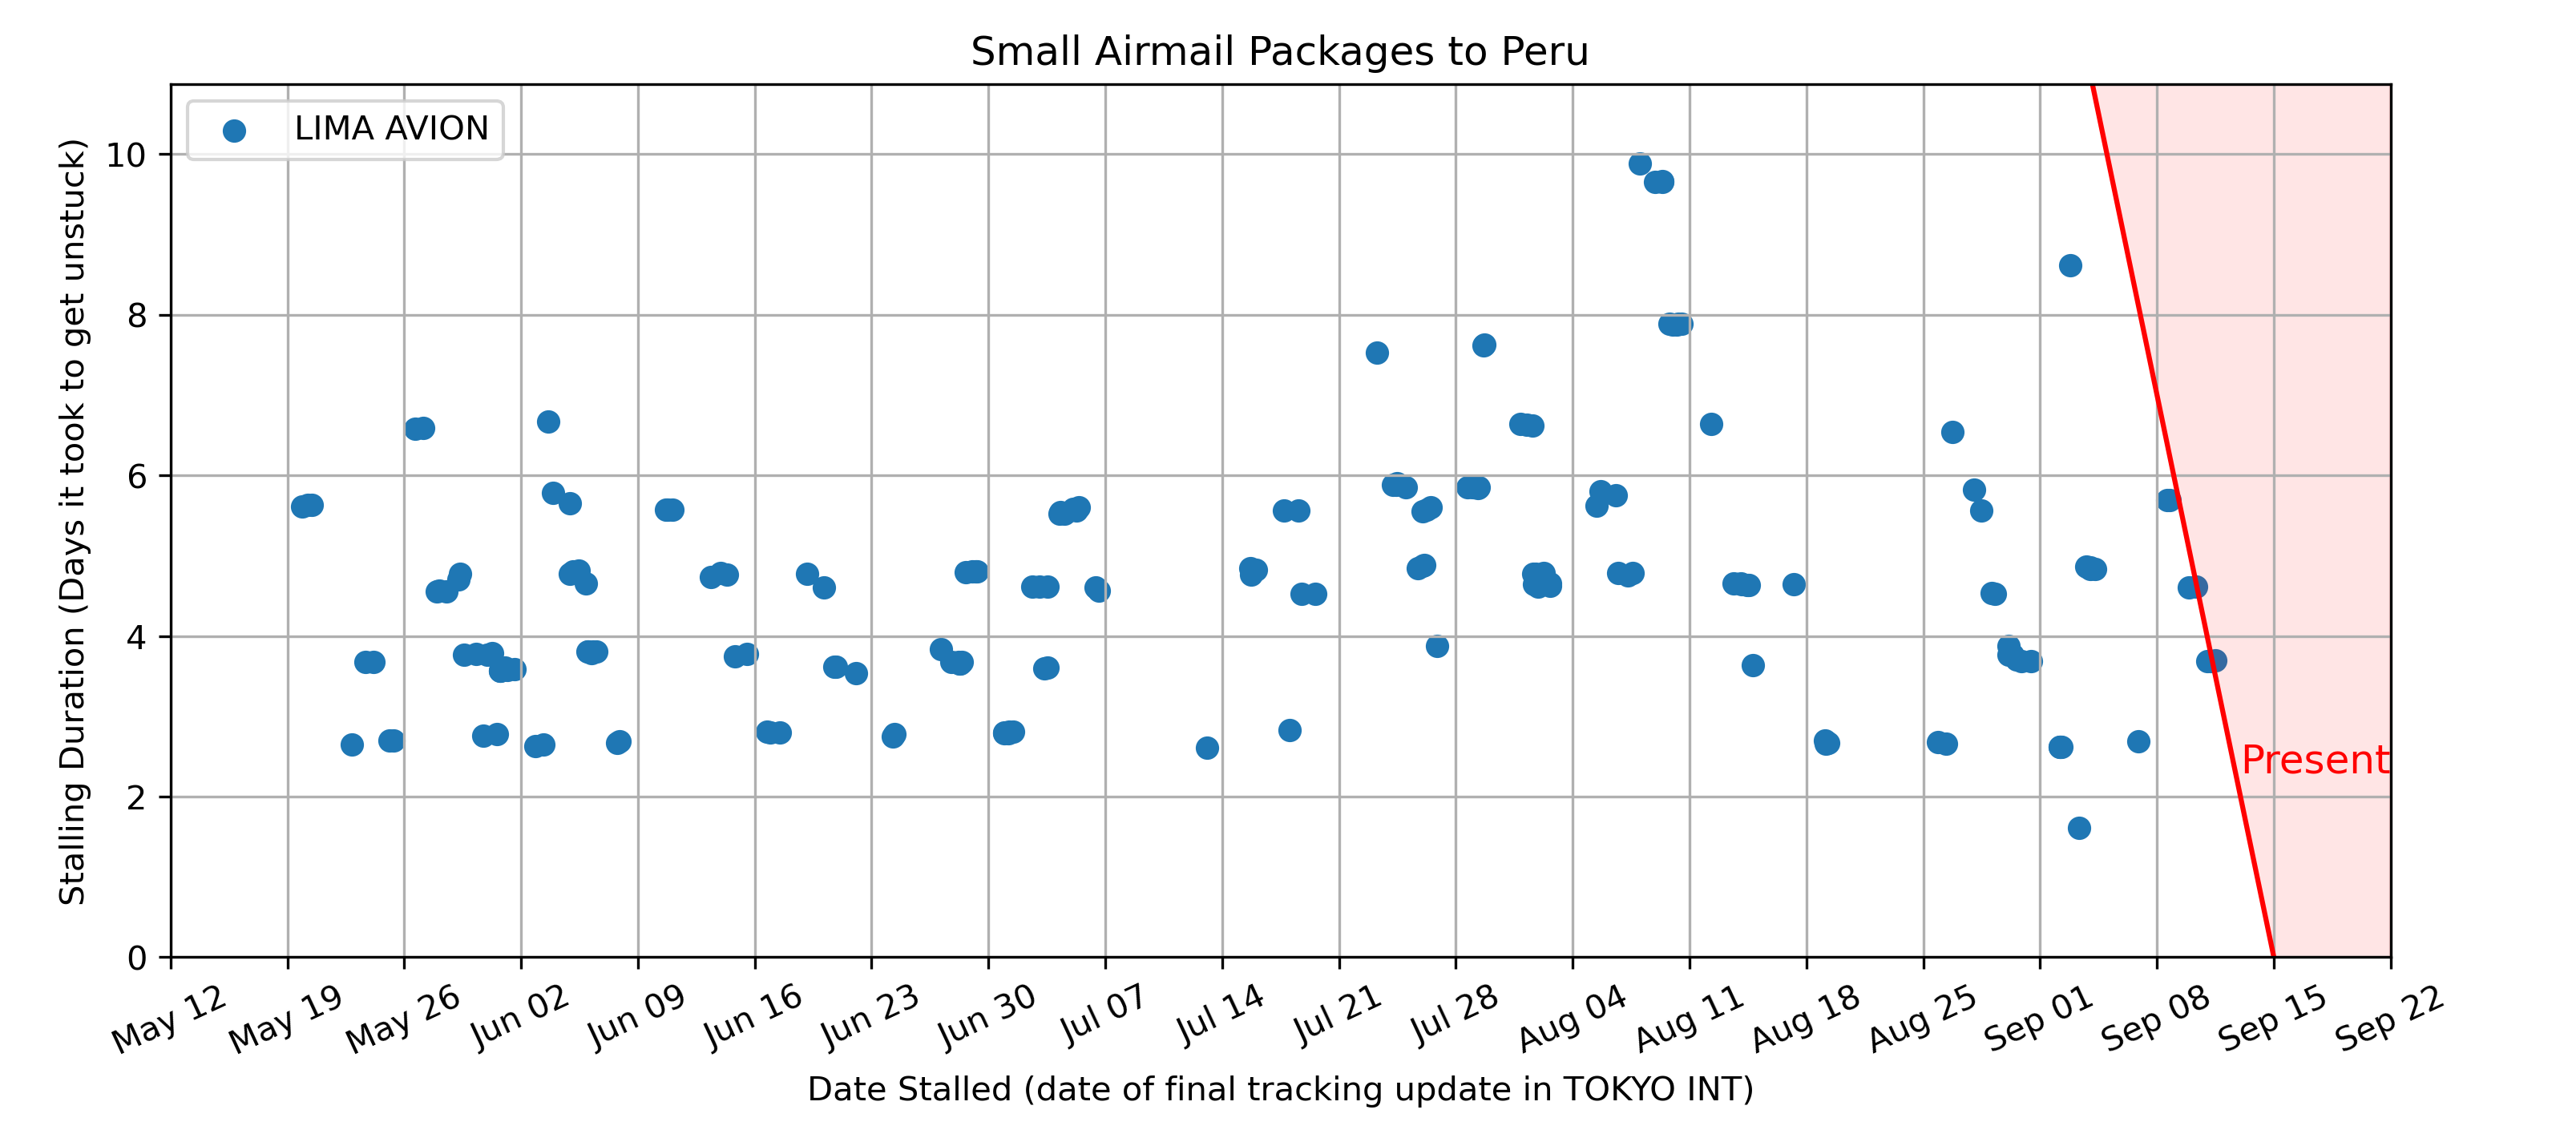 Small Airmail Packages to Peru
LIMA AVION
Stalling Duration (Days it took to get unstuck)
10
8
6
4
2
0
Present
May 12
May 19
May 26
Jun 02
Jun 09
Jun 16
Jun 23
Jun 30
Jul 07
Jul 14
Jul 21
Jul 28
Aug 04
Aug 11
Aug 18
Aug 25
Sep 01
Sep 08
Sep 15
Sep 22
Date Stalled (date of final tracking update in TOKYO INT)